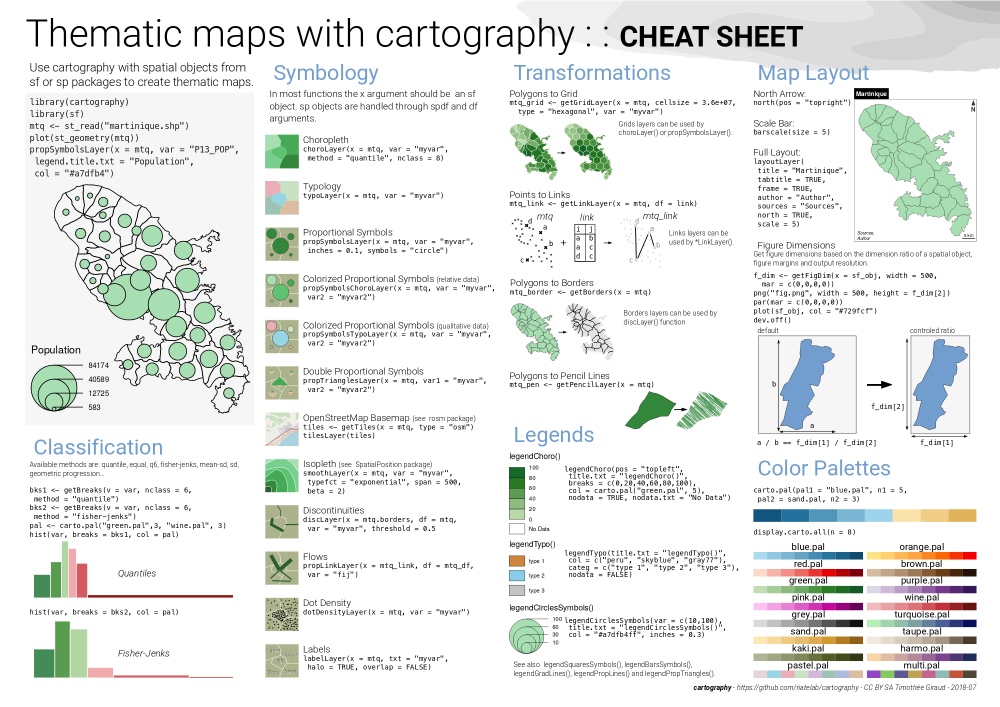 Thematic maps with cartography : : CHEAT SHEET
Use cartography with spatial objects from
sf or sp packages to create thematic maps.
library(cartography)
library(sf)
mtq <- st_read("martinique.shp")
plot(st_geometry(mtq))
propSymbolsLayer(x = mtq, var = "P13_POP",
legend.title.txt = "Population",
col = "#a7dfb4")
Population
84174
40589
12725
583
Classification
Available methods are: quantile, equal, q6, fisher-jenks, mean-sd, sd,
geometric progression...
bks1 <- getBreaks(v = var, nclass = 6,
method = "quantile")
bks2 <- getBreaks(v = var, nclass = 6,
method = "fisher-jenks")
pal <- carto.pal("green.pal",3, "wine.pal", 3)
hist(var, breaks = bks1, col = pal)
Quantiles
hist(var, breaks = bks2, col = pal)
Fisher-Jenks
Symbology
In most functions the x argument should be an sf
object. sp objects are handled through spdf and df
arguments.
Choropleth
choroLayer(x = mtq, var = "myvar",
method = "quantile", nclass = 8)
Typology
typoLayer(x = mtq, var = "myvar")
Proportional Symbols
propSymbolsLayer(x = mtq, var = "myvar",
inches = 0.1, symbols = "circle")
Colorized Proportional Symbols (relative data)
propSymbolsChoroLayer(x = mtq, var = "myvar",
var2 = "myvar2")
Colorized Proportional Symbols (qualitative data)
propSymbolsTypoLayer(x = mtq, var = "myvar",
var2 = "myvar2")
Double Proportional Symbols
propTrianglesLayer(x = mtq, var1 = "myvar",
var2 = "myvar2")
OpenStreetMap Basemap (see rosm package)
tiles <- getTiles(x = mtq, type = "osm")
tilesLayer(tiles)
Isopleth (see SpatialPosition package)
smoothLayer(x = mtq, var = "myvar",
typefct = "exponential", span = 500,
beta = 2)
Discontinuities
discLayer(x = mtq.borders, df = mtq,
var = "myvar", threshold = 0.5
Flows
propLinkLayer(x = mtq_link, df = mtq_df,
var = "fij")
Dot Density
dotDensityLayer(x = mtq, var = "myvar")
Lorem Ipsum
Sit
Dolor Amet
Labels
labelLayer(x = mtq, txt = "myvar",
halo = TRUE, overlap = FALSE)
Transformations
Polygons to Grid
mtq_grid <- getGridLayer(x = mtq, cellsize = 3.6e+07,
type = "hexagonal", var = "myvar")
Grids layers can be used by
choroLayer() or propSymbolsLayer().
Points to Links
mtq_link <- getLinkLayer(x = mtq, df = link)
mtq link mtq_link
d
a
b
c
+
i j
a b
a c
d c
d
a
b
c
Links layers can be
used by *LinkLayer().
Polygons to Borders
mtq_border <- getBorders(x = mtq)
Borders layers can be used by
discLayer() function
Polygons to Pencil Lines
mtq_pen <- getPencilLayer(x = mtq)
Legends
legendChoro()
100
80
60
40
20
0
No Data
legendChoro(pos = "topleft",
title.txt = "legendChoro()",
breaks = c(0,20,40,60,80,100),
col = carto.pal("green.pal", 5),
nodata = TRUE, nodata.txt = "No Data")
legendTypo()
type 1
type 2
type 3
legendTypo(title.txt = "legendTypo()",
col = c("peru", "skyblue", "gray77"),
categ = c("type 1", "type 2", "type 3"),
nodata = FALSE)
legendCirclesSymbols()
100
60
30
10
legendCirclesSymbols(var = c(10,100),
title.txt = "legendCirclesSymbols()",
col = "#a7dfb4ff", inches = 0.3)
See also legendSquaresSymbols(), legendBarsSymbols(),
legendGradLines(), legendPropLines() and legendPropTriangles().
Map Layout
North Arrow:
north(pos = "topright")
Scale Bar:
barscale(size = 5)
Full Layout:
layoutLayer(
title = "Martinique",
tabtitle = TRUE,
frame = TRUE,
author = "Author",
sources = "Sources",
north = TRUE,
scale = 5)
Martinique
N
Sources,
Author
5 km
Figure Dimensions
Get figure dimensions based on the dimension ratio of a spatial object,
figure margins and output resolution.
f_dim <- getFigDim(x = sf_obj, width = 500,
mar = c(0,0,0,0))
png("fig.png", width = 500, height = f_dim[2])
par(mar = c(0,0,0,0))
plot(sf_obj, col = "#729fcf")
dev.off()
default
controled ratio
b
a
f_dim[2]
a / b == f_dim[1] / f_dim[2]
f_dim[1]
Color Palettes
carto.pal(pal1 = "blue.pal", n1 = 5,
pal2 = sand.pal, n2 = 3)
display.carto.all(n = 8)
blue.pal orange.pal
red.pal brown.pal
green.pal purple.pal
pink.pal wine.pal
grey.pal turquoise.pal
sand.pal taupe.pal
kaki.pal harmo.pal
pastel.pal multi.pal
cartography - https://github.com/riatelab/cartography - CC BY SA Timothée Giraud - 2018-07